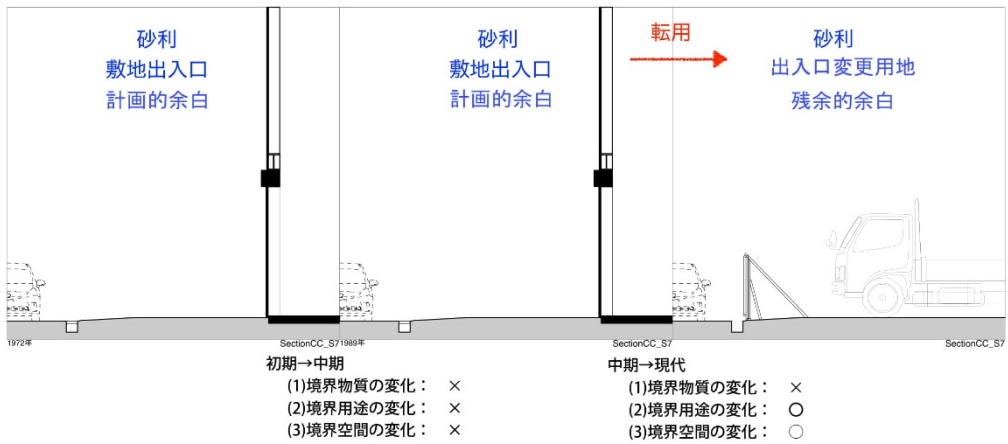 砂利
敷地出入口
計画的余白
砂利
敷地出入口
計画的余白
転用
砂利
出入口変更用地
残余的余白
1972年
SectionCC_S7
1989年
SectionCC_S7
SectionCC_S7
初期→中期
(1)境界物質の変化： ×
(2)境界用途の変化： ×
(3)境界空間の変化： ×
中期→現代
(1)境界物質の変化： ×
(2)境界用途の変化： ○
(3)境界空間の変化： ○